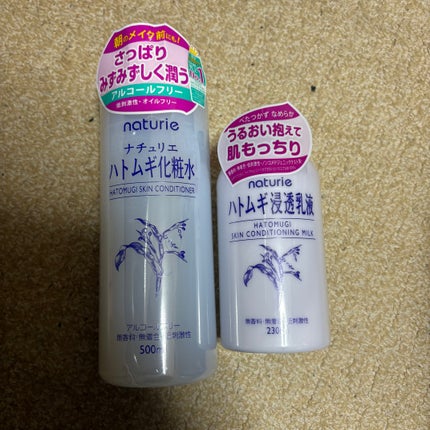 朝のメイク前にも!
さっぱり
みずみずしく潤う
アルコールフリー
低刺激性・オイルフリー
naturie
ナチュリエ
ハトムギ化粧水
HATOMUGI SKIN CONDITIONER
アルコールフリー
無香料・無着色・低刺激性
500ml
べたつかず なめらか
うるおい抱えて
肌もっちり
naturie
ハトムギ浸透乳液
HATOMUGI
SKIN CONDITIONING MILK
無香料・無着色・低刺激性
230